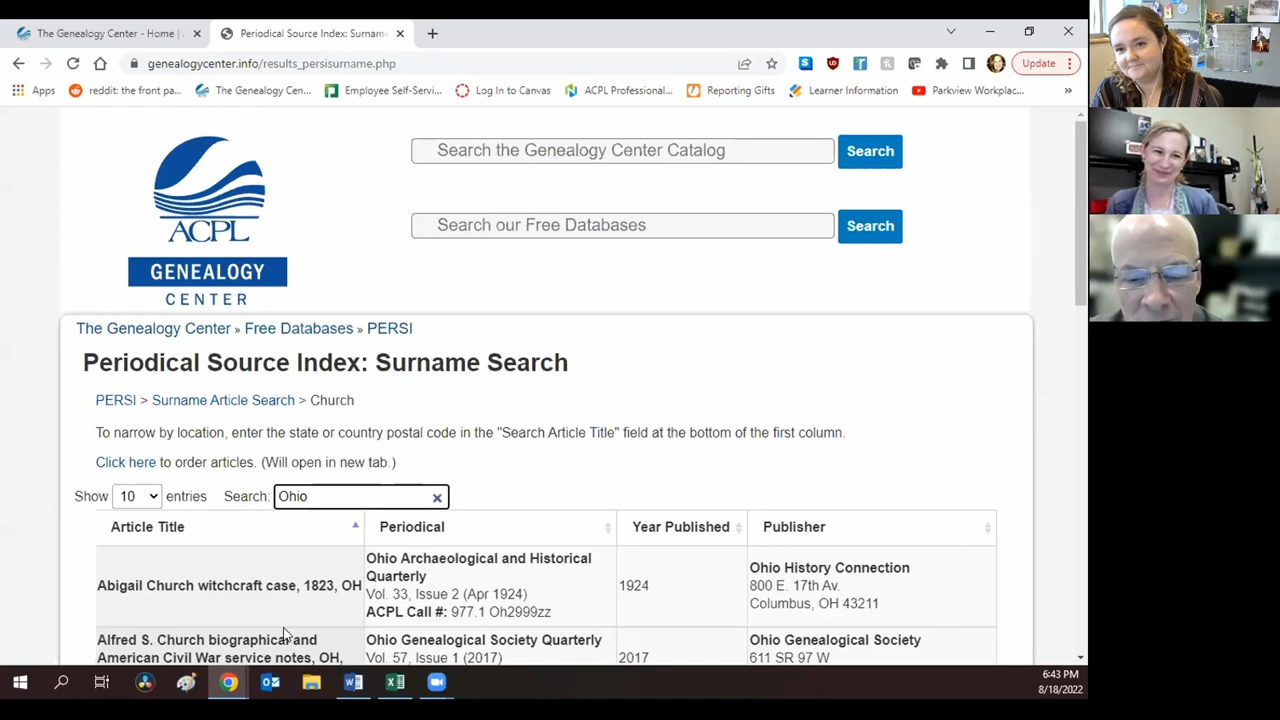 The Genealogy Center - Home |
Periodical Source Index: Surnam
genealogycenter.info/results_persisurname.php
Update
Apps
reddit: the front pa...
The Genealogy Cen...
Employee Self-Servi...
Log In to Canvas
ACPL Professional...
Reporting Gifts
Learner Information
Parkview Workplac...
»
Search the Genealogy Center Catalog
Search
Search our Free Databases
Search
ACPL
GENEALOGY
CENTER
The Genealogy Center » Free Databases » PERSI
Periodical Source Index: Surname Search
PERSI > Surname Article Search > Church
To narrow by location, enter the state or country postal code in the "Search Article Title" field at the bottom of the first column.
Click here to order articles. (Will open in new tab.)
Show 10 entries Search: Ohio
Article Title Periodical Year Published Publisher
Abigail Church witchcraft case, 1823, OH
Ohio Archaeological and Historical
Quarterly
Vol. 33, Issue 2 (Apr 1924)
ACPL Call #: 977.1 Oh2999zz
1924
Ohio History Connection
800 E. 17th Av.
Columbus, OH 43211
Alfred S. Church biographical and
American Civil War service notes, OH,
Ohio Genealogical Society Quarterly
Vol. 57, Issue 1 (2017)
2017
Ohio Genealogical Society
611 SR 97 W
6:43 PM
8/18/2022